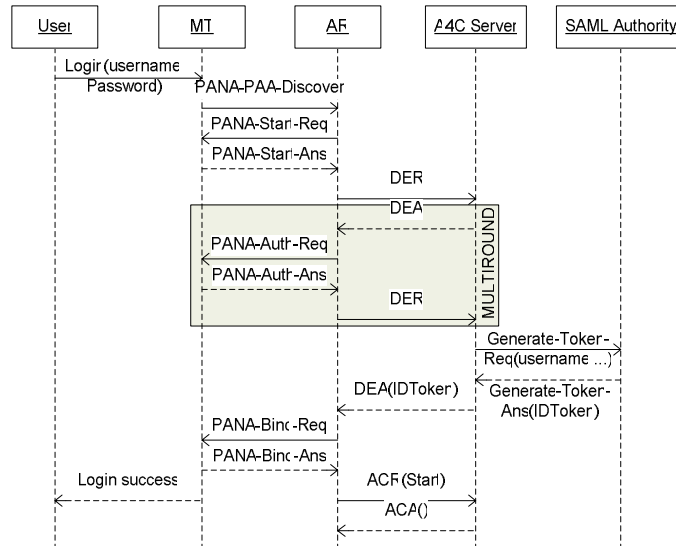 User
MT
AR
A4C Server
SAML Authority
Login(username
Password)
PANA-PAA-Discover
PANA-Start-Req
PANA-Start-Ans
DER
DEA
PANA-Auth-Req
PANA-Auth-Ans
DER
MULTIROUND
Generate-Token-
Req(username ...)
DEA(IDToken)
Generate-Token-
Ans(IDToken)
PANA-Bind-Req
PANA-Bind-Ans
Login success
ACR(Start)
ACA()